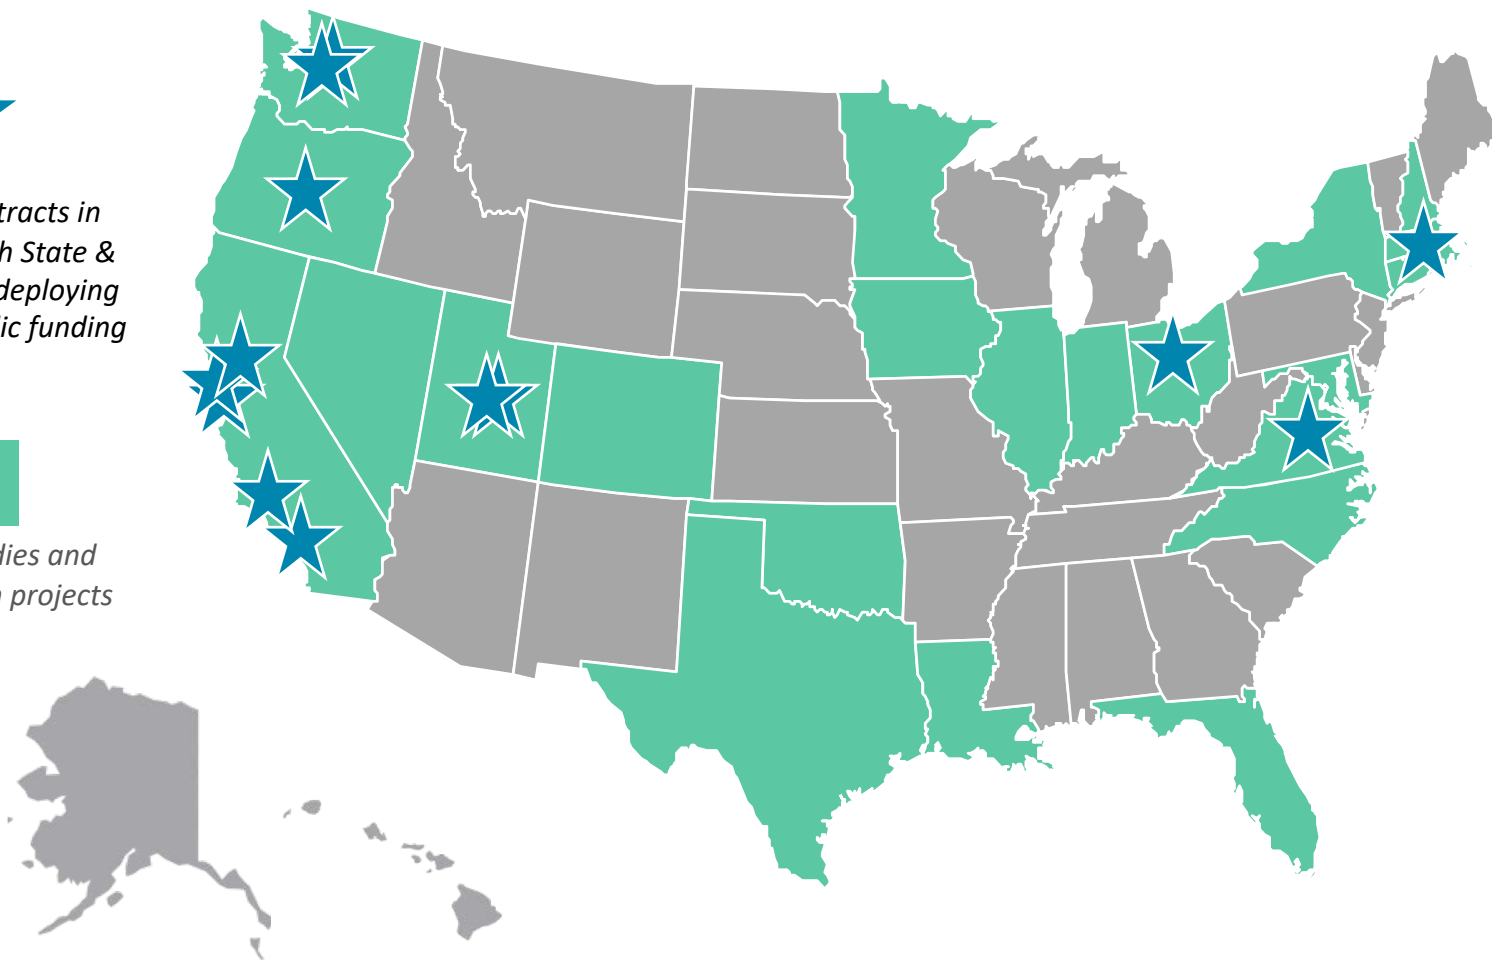 tracts in
h State &
deploying
ic funding
dies and
projects